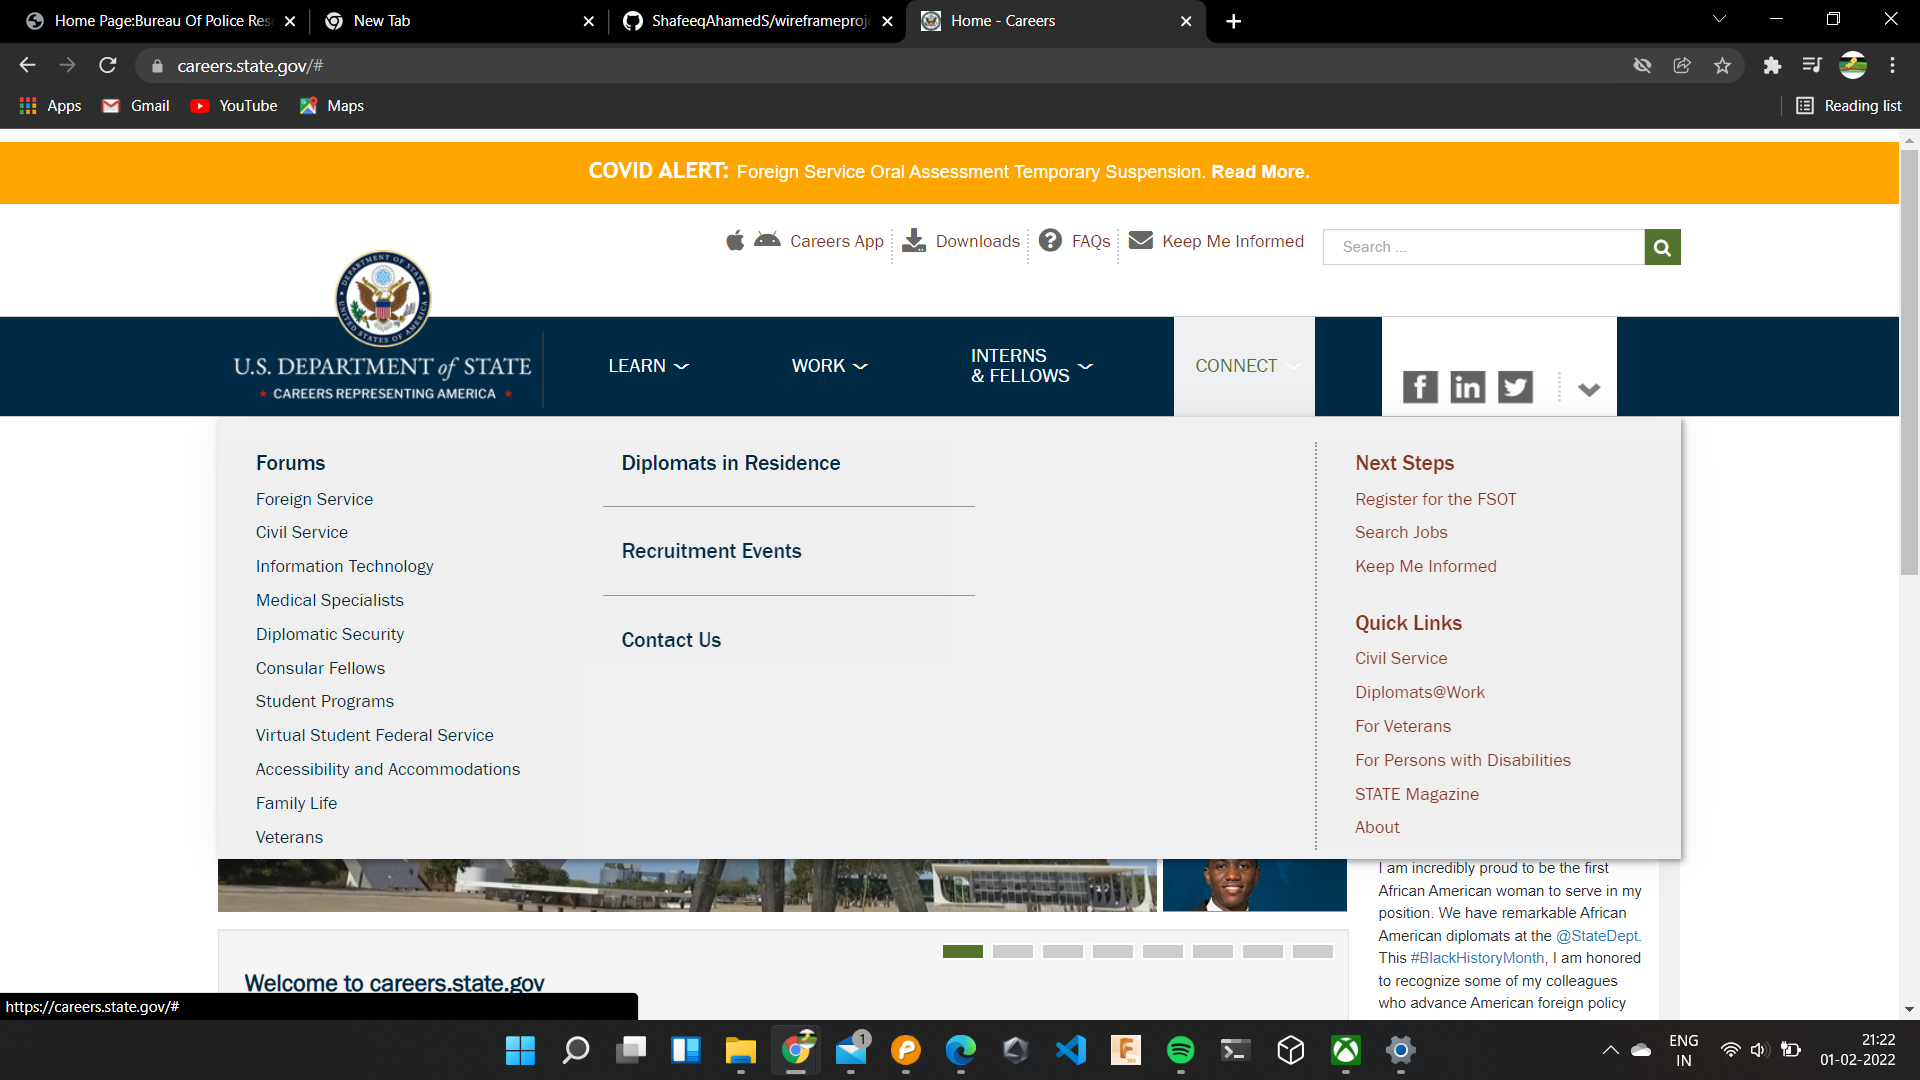 Home Page:Bureau Of Police Res
New Tab
ShafeeqAhamedS/wireframeproje
Home - Careers
careers.state.gov/#
Apps
Gmail
YouTube
Maps
Reading list
COVID ALERT: Foreign Service Oral Assessment Temporary Suspension. Read More.
Careers App
Downloads
FAQs
Keep Me Informed
Search ...
DEPARTMENT OF STATE
UNITED STATES OF AMERICA
U.S. DEPARTMENT of STATE
CAREERS REPRESENTING AMERICA
LEARN
WORK
INTERNS
& FELLOWS
CONNECT
Forums
Foreign Service
Civil Service
Information Technology
Medical Specialists
Diplomatic Security
Consular Fellows
Student Programs
Virtual Student Federal Service
Accessibility and Accommodations
Family Life
Veterans
Diplomats in Residence
Recruitment Events
Contact Us
Next Steps
Register for the FSOT
Search Jobs
Keep Me Informed
Quick Links
Civil Service
Diplomats@Work
For Veterans
For Persons with Disabilities
STATE Magazine
About
I am incredibly proud to be the first
African American woman to serve in my
position. We have remarkable African
American diplomats at the @StateDept.
This #BlackHistoryMonth, I am honored
to recognize some of my colleagues
who advance American foreign policy
Welcome to careers.state.gov
https://careers.state.gov/#
1
ENG
IN
21:22
01-02-2022